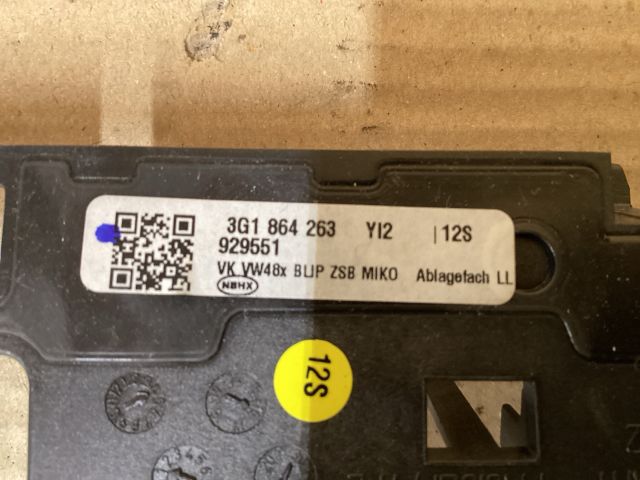 3G1 864 263 YI2 |12S
929551
VK VW48x BLIP ZSB MIKO Ablagefach LL
NBHX
12S